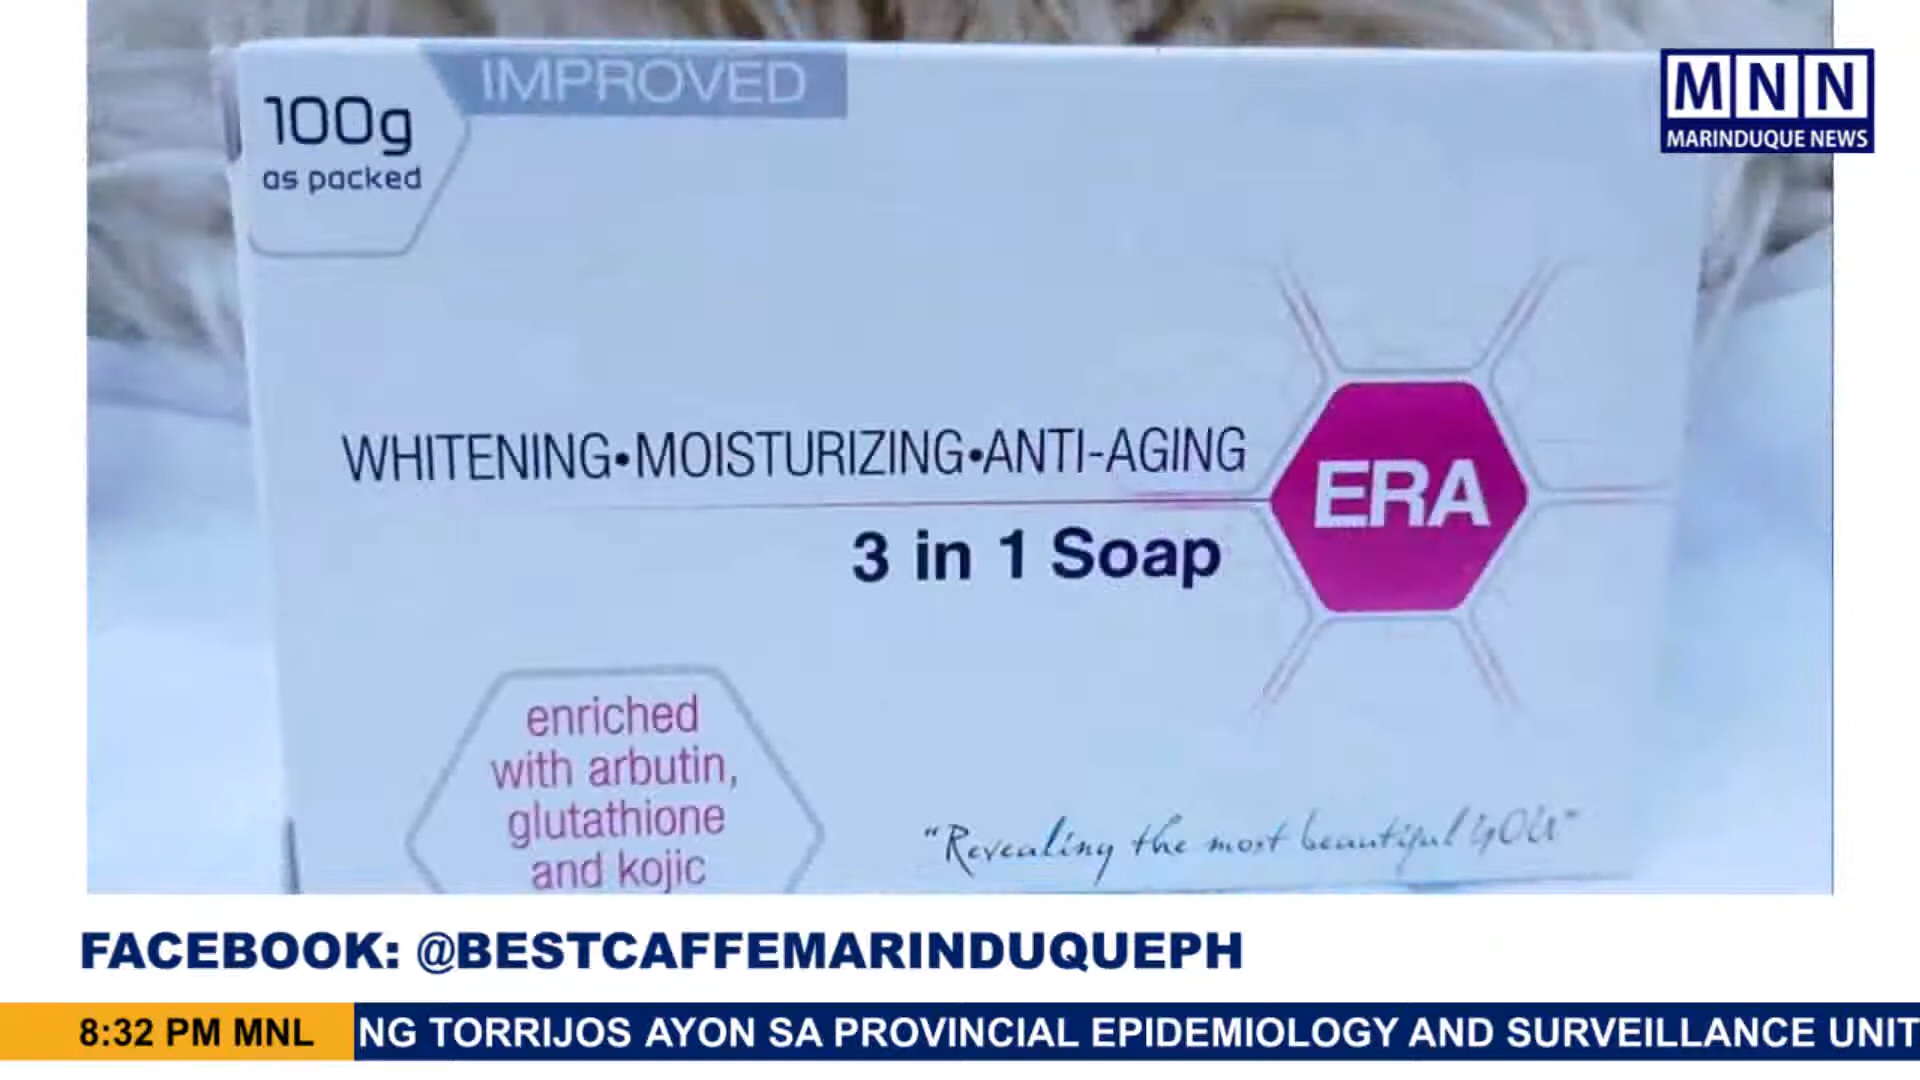 IMPROVED
100g
as packed
MNN
MARINDUQUE NEWS
WHITENING•MOISTURIZING•ANTI-AGING
ERA
3 in 1 Soap
enriched
with arbutin,
glutathione
and kojic
"Revealing the most beautiful YOU"
FACEBOOK: @BESTCAFFEMARINDUQUEPH
8:32 PM MNL
NG TORRIJOS AYON SA PROVINCIAL EPIDEMIOLOGY AND SURVEILLANCE UNIT